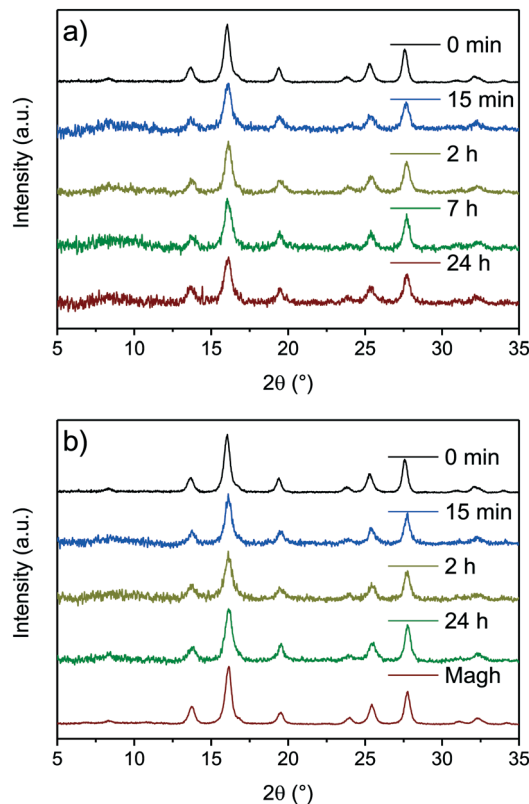 a)
0 min
15 min
2 h
7 h
24 h
Intensity (a.u.)
5 10 15 20 25 30 35
2θ (°)
b)
0 min
15 min
2 h
24 h
Magh
Intensity (a.u.)
5 10 15 20 25 30 35
2θ (°)